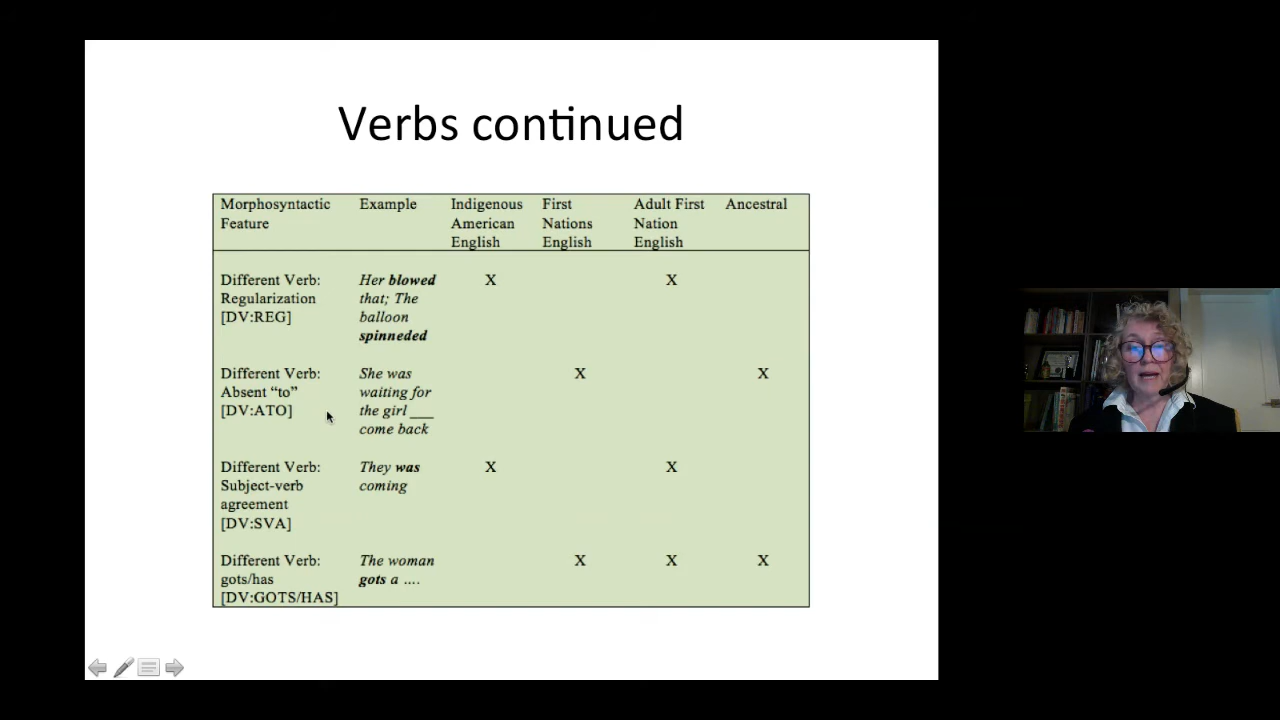 Verbs continued
Morphosyntactic Example Indigenous First Adult First Ancestral
Feature American Nations Nation
English English English
Different Verb: Her blowed X X
Regularization that; The
[DV:REG] balloon
spinneded
Different Verb: She was X X
Absent “to” waiting for
[DV:ATO] the girl ___
come back
Different Verb: They was X X
Subject-verb coming
agreement
[DV:SVA]
Different Verb: The woman X X X
gots/has gots a ….
[DV:GOTS/HAS]